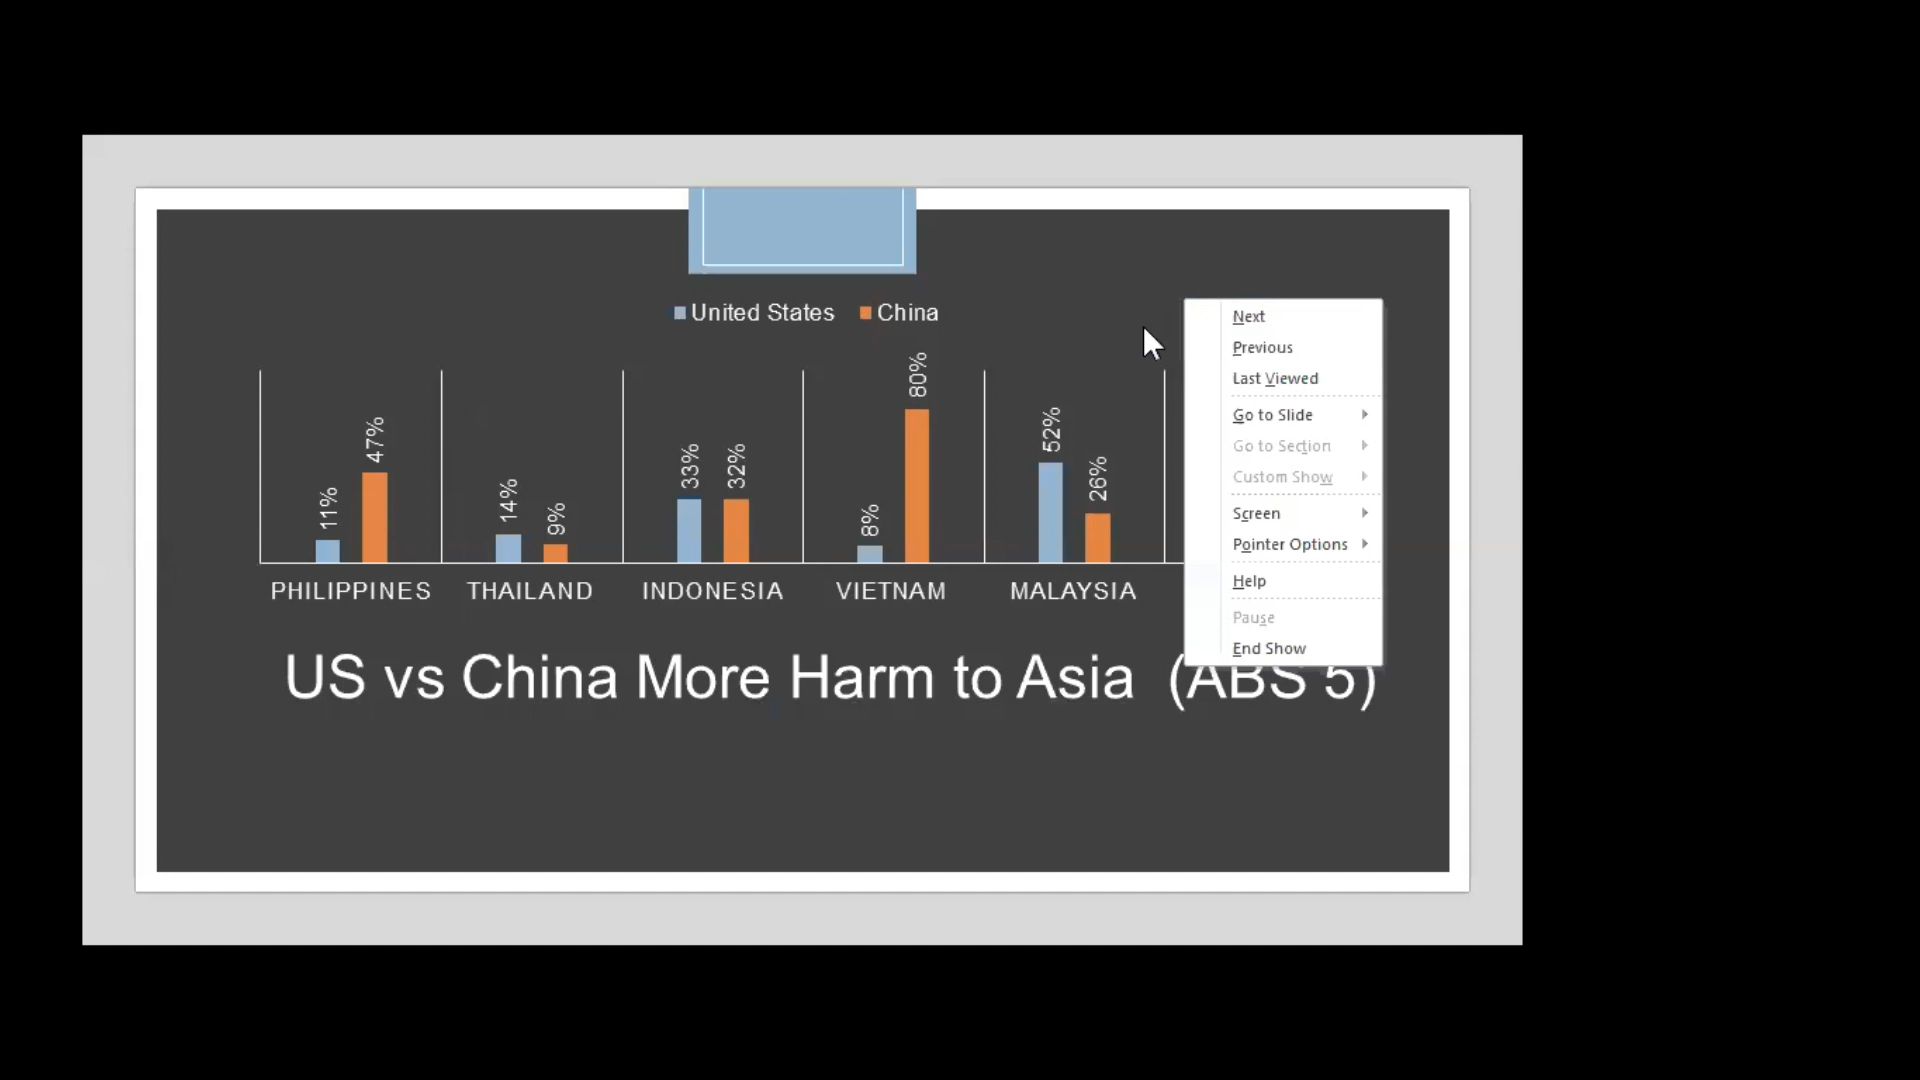 United States China
11% 47% 14% 9% 33% 32% 8% 80% 52% 26%
PHILIPPINES THAILAND INDONESIA VIETNAM MALAYSIA
US vs China More Harm to Asia (ABS 5)
Next
Previous
Last Viewed
Go to Slide
Go to Section
Custom Show
Screen
Pointer Options
Help
Pause
End Show